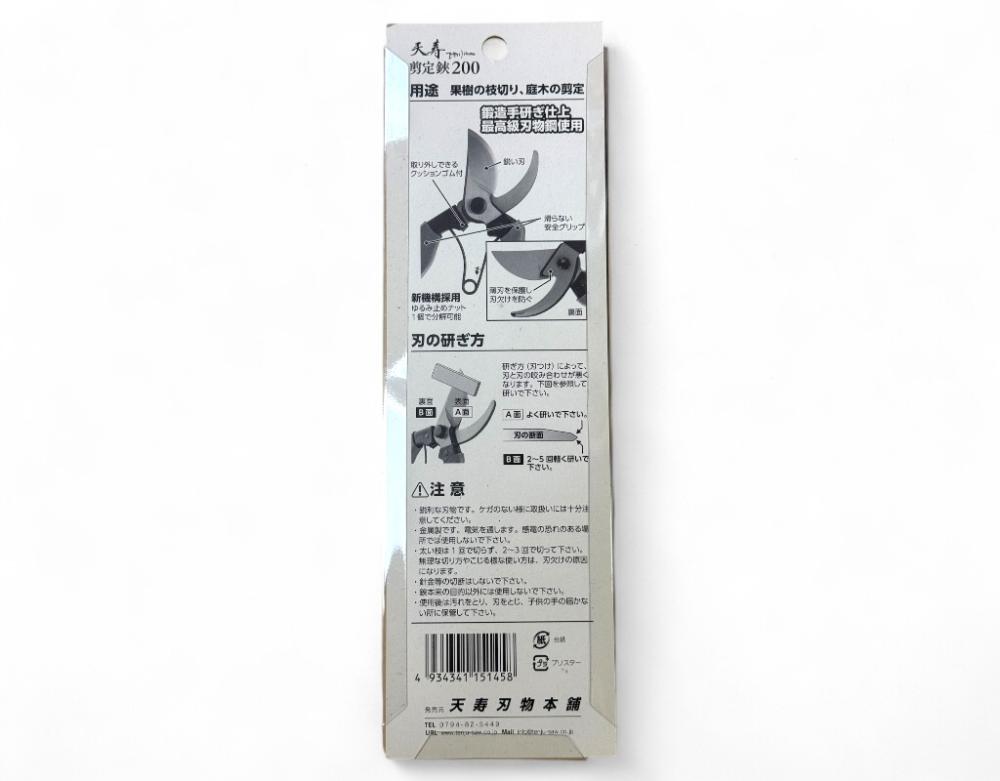 天寿
剪定鋏200
用途 果樹の枝切り、庭木の剪定
鍛造手研ぎ仕上
最高級刃物鋼使用
取り外しできる
クッションゴム付
鋭い刃
滑らない
安全グリップ
薄刃を保護し
刃欠けを防ぐ
裏面
新機構採用
ゆるみ止めナット
1個で分解可能
刃の研ぎ方
研ぎ方(刃つけ)によって、
刃と刃の咬み合わせが悪く
なります。下図を参照して
研いで下さい。
裏面 表面
B面 A面
A面 よく研いで下さい。
刃の断面
B面 2〜5回軽く研いで
下さい。
注意
・鋭利な刃物です。ケガのない様に取扱いには十分注
意してください。
・金属製です。電気を通します。感電の恐れのある場
所では使用しないで下さい。
・太い枝は1回で切らず、2〜3回で切って下さい。
無理な切り方やこじる様な使い方は、刃欠けの原因
になります。
・針金等の切断はしないで下さい。
・鋏本来の目的以外には使用しないで下さい。
・使用後は汚れをとり、刃をとじ、子供の手の届かな
い所に保管して下さい。
紙 台紙
プラ ブリスター
4 934341 151458
発売元 天寿刃物本舗
TEL 0794-82-5449
URL www.tenju-saw.co.jp Mail info@tenju-saw.co.jp